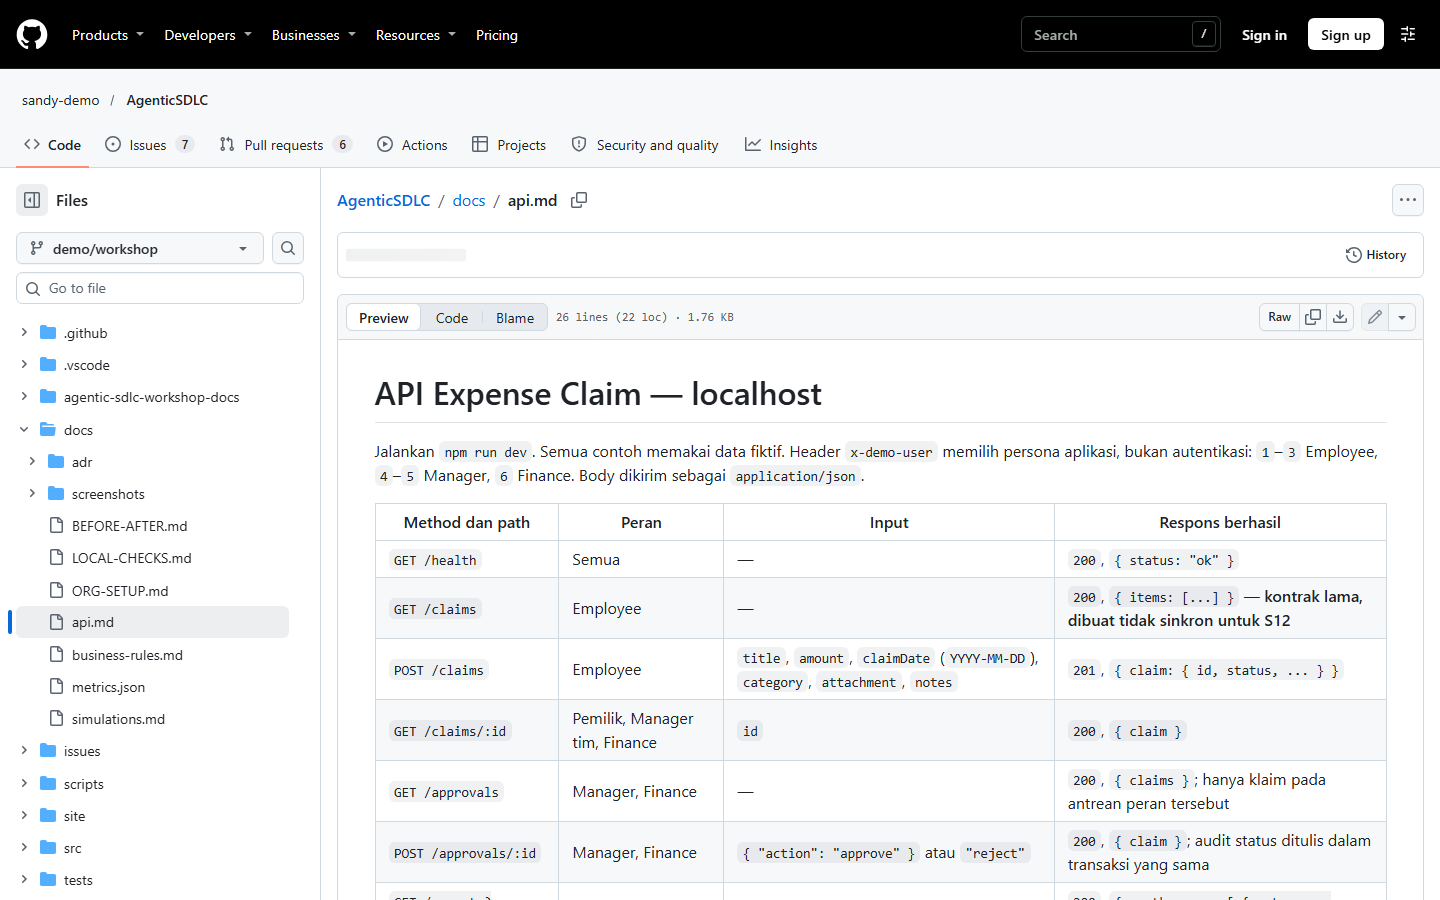 Products
Developers
Businesses
Resources
Pricing
Search
/
Sign in
Sign up
sandy-demo / AgenticSDLC
Code
Issues 7
Pull requests 6
Actions
Projects
Security and quality
Insights
Files
demo/workshop
Go to file
.github
.vscode
agentic-sdlc-workshop-docs
docs
adr
screenshots
BEFORE-AFTER.md
LOCAL-CHECKS.md
ORG-SETUP.md
api.md
business-rules.md
metrics.json
simulations.md
issues
scripts
site
src
tests
AgenticSDLC / docs / api.md
History
Preview
Code
Blame
26 lines (22 loc) · 1.76 KB
Raw
API Expense Claim — localhost
Jalankan npm run dev. Semua contoh memakai data fiktif. Header x-demo-user memilih persona aplikasi, bukan autentikasi: 1–3 Employee,
4–5 Manager, 6 Finance. Body dikirim sebagai application/json.
Method dan path
Peran
Input
Respons berhasil
GET /health
Semua
—
200, { status: "ok" }
GET /claims
Employee
—
200, { items: [...] } — kontrak lama,
dibuat tidak sinkron untuk S12
POST /claims
Employee
title, amount, claimDate (YYYY-MM-DD),
category, attachment, notes
201, { claim: { id, status, ... } }
GET /claims/:id
Pemilik, Manager
tim, Finance
id
200, { claim }
GET /approvals
Manager, Finance
—
200, { claims }; hanya klaim pada
antrean peran tersebut
POST /approvals/:id
Manager, Finance
{ "action": "approve" } atau "reject"
200, { claim }; audit status ditulis dalam
transaksi yang sama